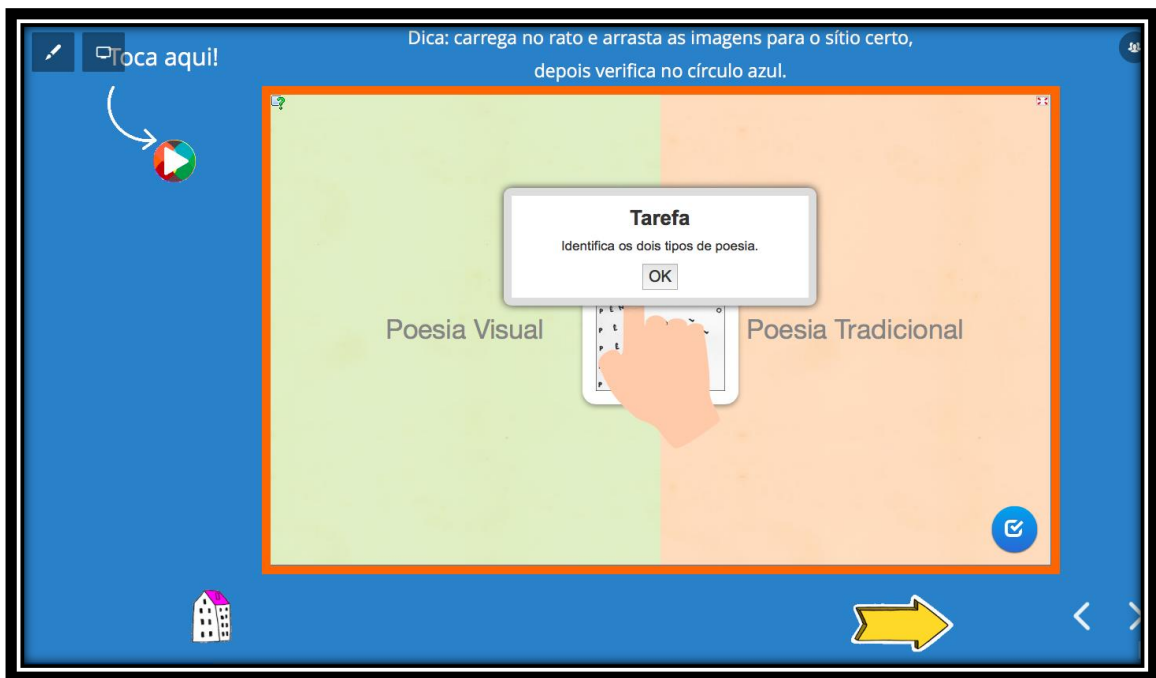 Toca aqui!
Dica: carrega no rato e arrasta as imagens para o sítio certo,
depois verifica no círculo azul.
Tarefa
Identifica os dois tipos de poesia.
OK
Poesia Visual
Poesia Tradicional